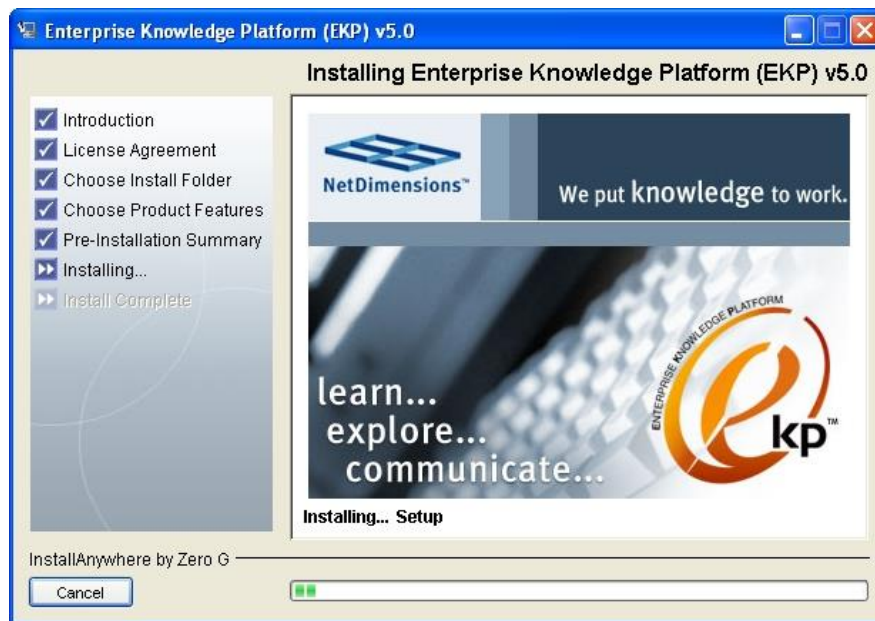 Enterprise Knowledge Platform (EKP) v5.0
Installing Enterprise Knowledge Platform (EKP) v5.0
Introduction
License Agreement
Choose Install Folder
Choose Product Features
Pre-Installation Summary
Installing...
Install Complete
NetDimensions™
We put knowledge to work.
ENTERPRISE KNOWLEDGE PLATFORM
ekp™
learn...
explore...
communicate...
Installing... Setup
InstallAnywhere by Zero G
Cancel